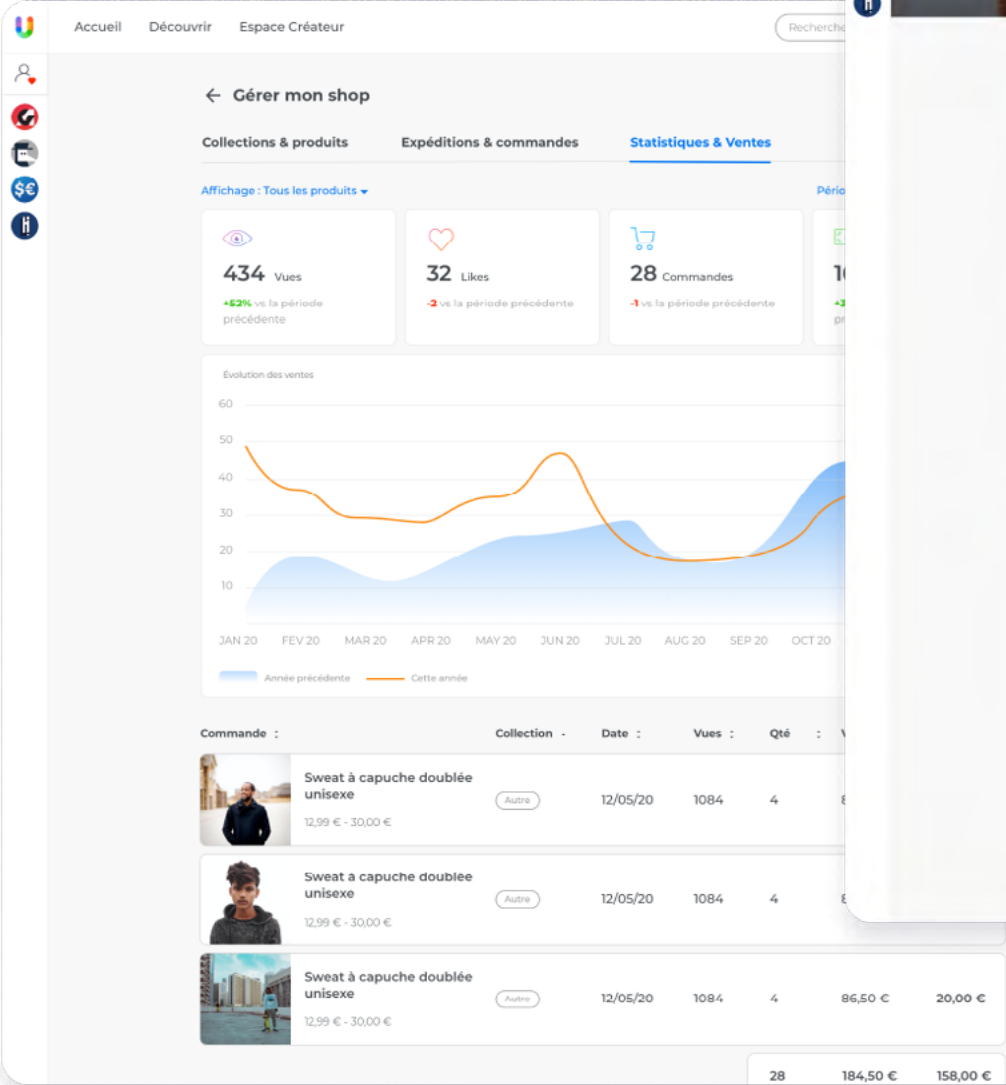 Accueil Découvrir Espace Créateur
Recherche
← Gérer mon shop
Collections & produits Expéditions & commandes Statistiques & Ventes
Affichage : Tous les produits
434 Vues
+52% vs la période
précédente
32 Likes
-2 vs la période précédente
28 Commandes
-1 vs la période précédente
Évolution des ventes
60
50
40
30
20
10
JAN 20 FEV 20 MAR 20 APR 20 MAY 20 JUN 20 JUL 20 AUG 20 SEP 20 OCT 20
Année précédente Cette année
Commande : Collection - Date : Vues : Qté :
Sweat à capuche doublée
unisexe
12,99 € - 30,00 €
Autre 12/05/20 1084 4
Sweat à capuche doublée
unisexe
12,99 € - 30,00 €
Autre 12/05/20 1084 4
Sweat à capuche doublée
unisexe
12,99 € - 30,00 €
Autre 12/05/20 1084 4 86,50 € 20,00 €
28 184,50 € 158,00 €